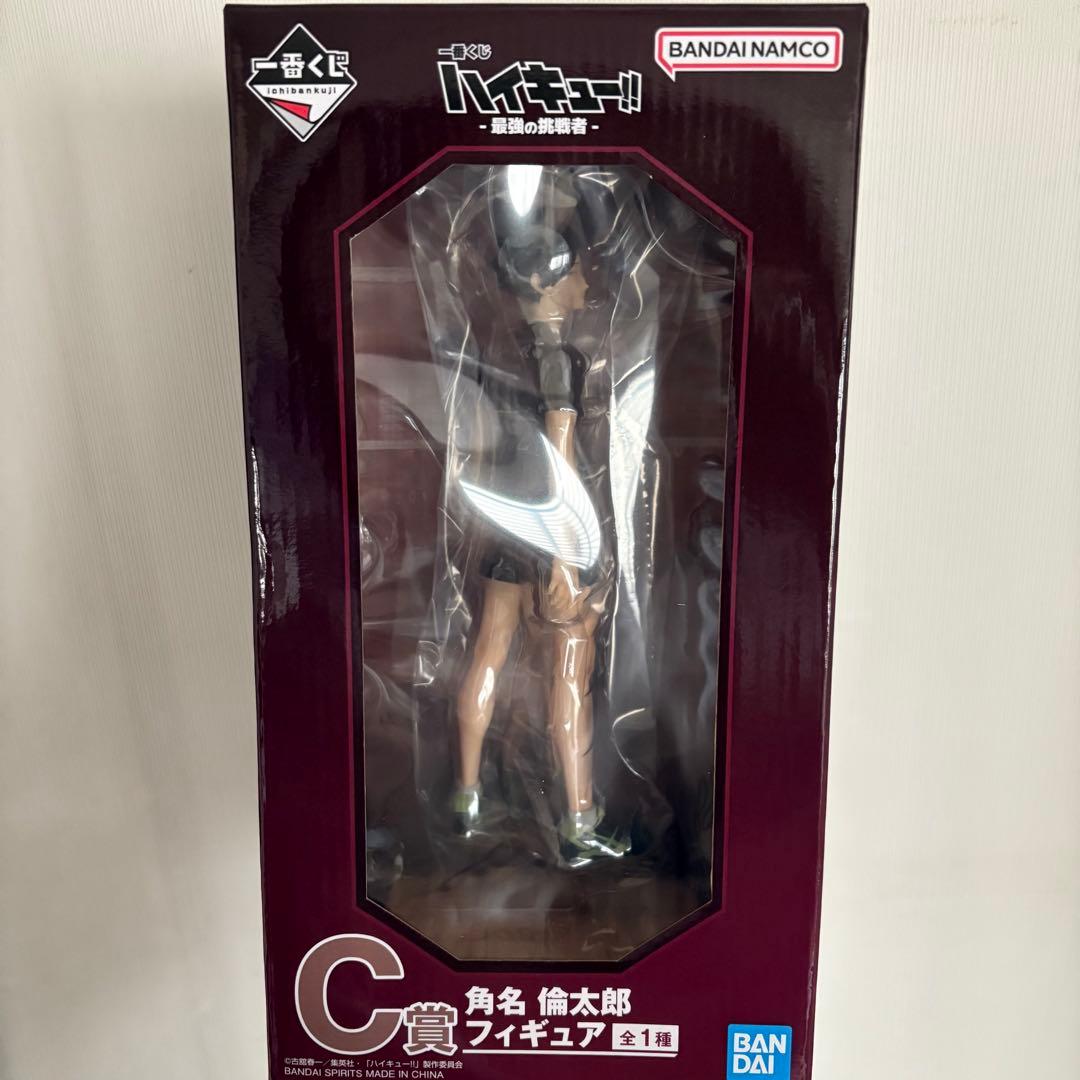 一番くじ
ichibankuji
一番くじ
ハイキュー!!
- 最強の挑戦者 -
BANDAI NAMCO
C賞
角名 倫太郎
フィギュア 全1種
©古舘春一／集英社・「ハイキュー!!」製作委員会
BANDAI SPIRITS MADE IN CHINA
BAN
DAI